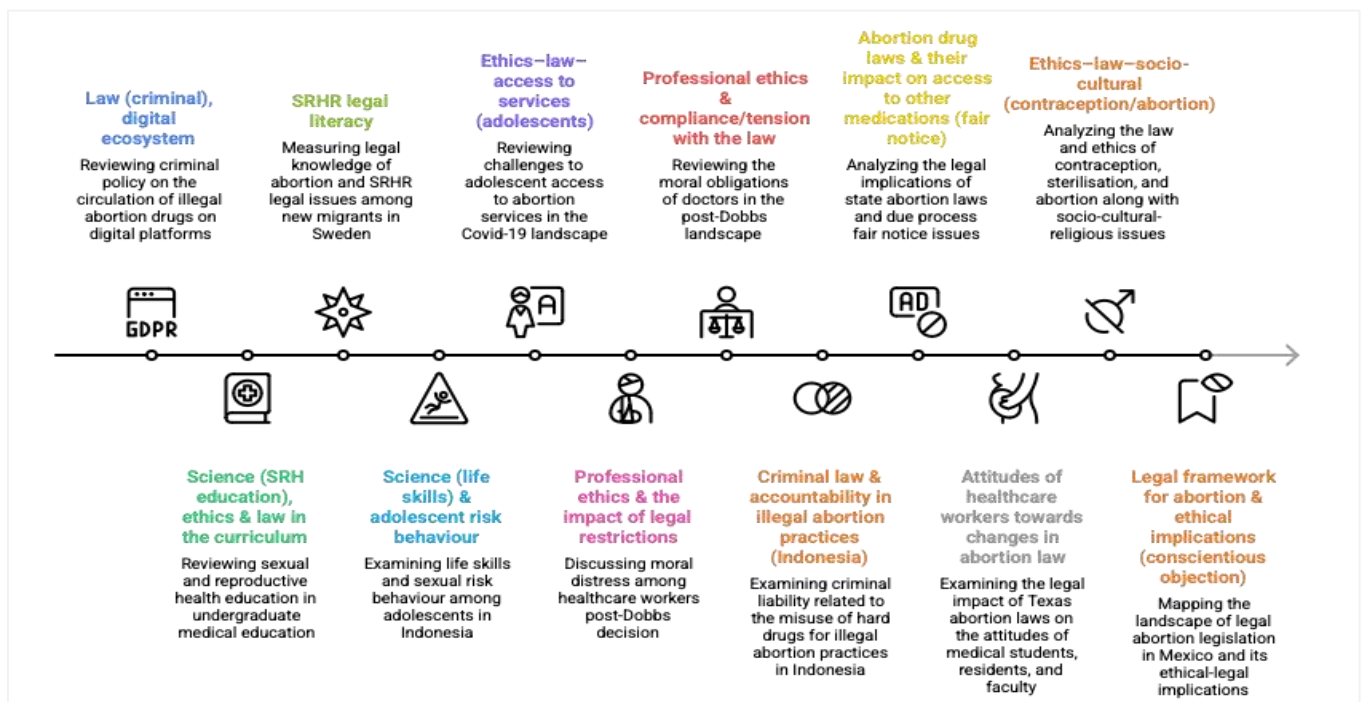 Law (criminal),
digital
ecosystem
Reviewing criminal
policy on the
circulation of illegal
abortion drugs on
digital platforms
SRHR legal
literacy
Measuring legal
knowledge of
abortion and SRHR
legal issues among
new migrants in
Sweden
Ethics–law–
access to
services
(adolescents)
Reviewing
challenges to
adolescent access
to abortion
services in the
Covid-19 landscape
Professional ethics
&
compliance/tension
with the law
Reviewing the
moral obligations
of doctors in the
post-Dobbs
landscape
Abortion drug
laws & their
impact on access
to other
medications (fair
notice)
Analyzing the legal
implications of
state abortion laws
and due process
fair notice issues
Ethics–law–socio-
cultural
(contraception/abortion)
Analyzing the law
and ethics of
contraception,
sterilisation, and
abortion along with
socio-cultural-
religious issues
GDPR
A
AD
Science (SRH
education),
ethics & law in
the curriculum
Reviewing sexual
and reproductive
health education in
undergraduate
medical education
Science (life
skills) &
adolescent risk
behaviour
Examining life skills
and sexual risk
behaviour among
adolescents in
Indonesia
Professional
ethics & the
impact of legal
restrictions
Discussing moral
distress among
healthcare workers
post-Dobbs
decision
Criminal law &
accountability in
illegal abortion
practices
(Indonesia)
Examining criminal
liability related to
the misuse of hard
drugs for illegal
abortion practices
in Indonesia
Attitudes of
healthcare
workers towards
changes in
abortion law
Examining the legal
impact of Texas
abortion laws on
the attitudes of
medical students,
residents, and
faculty
Legal framework
for abortion &
ethical
implications
(conscientious
objection)
Mapping the
landscape of legal
abortion legislation
in Mexico and its
ethical-legal
implications